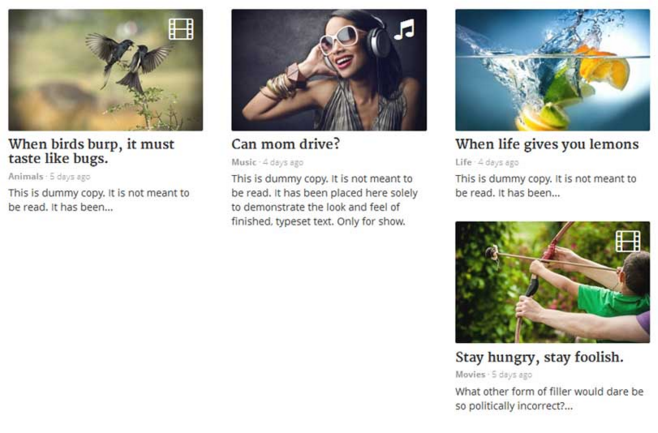 When birds burp, it must
taste like bugs.
Animals · 5 days ago
This is dummy copy. It is not meant to
be read. It has been...
Can mom drive?
Music · 4 days ago
This is dummy copy. It is not meant to
be read. It has been placed here solely
to demonstrate the look and feel of
finished, typeset text. Only for show.
When life gives you lemons
Life · 4 days ago
This is dummy copy. It is not meant to
be read. It has been...
Stay hungry, stay foolish.
Movies · 5 days ago
What other form of filler would dare be
so politically incorrect?...